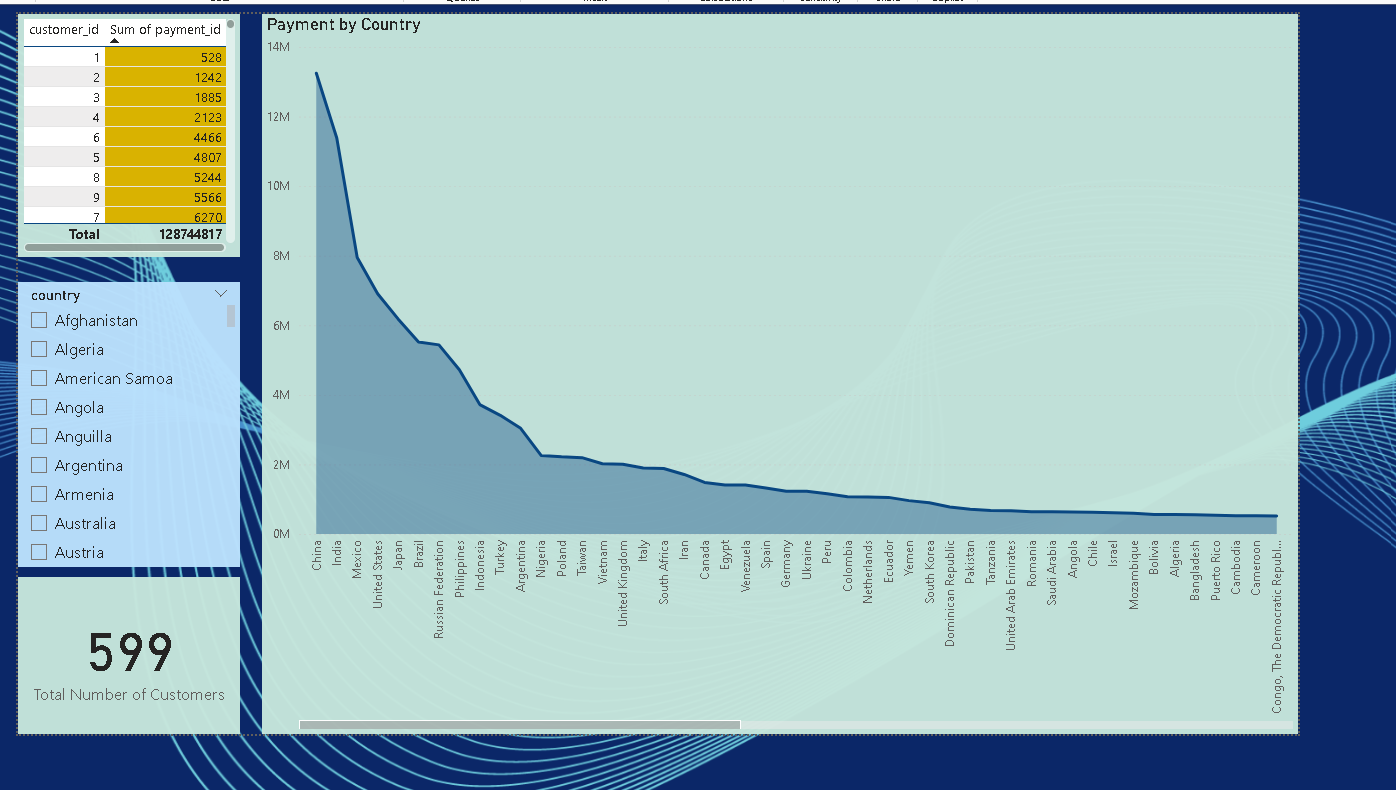 customer_id Sum of payment_id
1 528
2 1242
3 1885
4 2123
6 4466
5 4807
8 5244
9 5566
7 6270
Total 128744817
country
Afghanistan
Algeria
American Samoa
Angola
Anguilla
Argentina
Armenia
Australia
Austria
599
Total Number of Customers
Payment by Country
14M
12M
10M
8M
6M
4M
2M
0M
China
India
Mexico
United States
Japan
Brazil
Russian Federation
Philippines
Indonesia
Turkey
Argentina
Nigeria
Poland
Taiwan
Vietnam
United Kingdom
Italy
South Africa
Iran
Canada
Egypt
Venezuela
Spain
Germany
Ukraine
Peru
Colombia
Netherlands
Ecuador
Yemen
South Korea
Dominican Republic
Pakistan
Tanzania
United Arab Emirates
Romania
Saudi Arabia
Angola
Chile
Israel
Mozambique
Bolivia
Algeria
Bangladesh
Puerto Rico
Cambodia
Cameroon
Congo, The Democratic Republ...